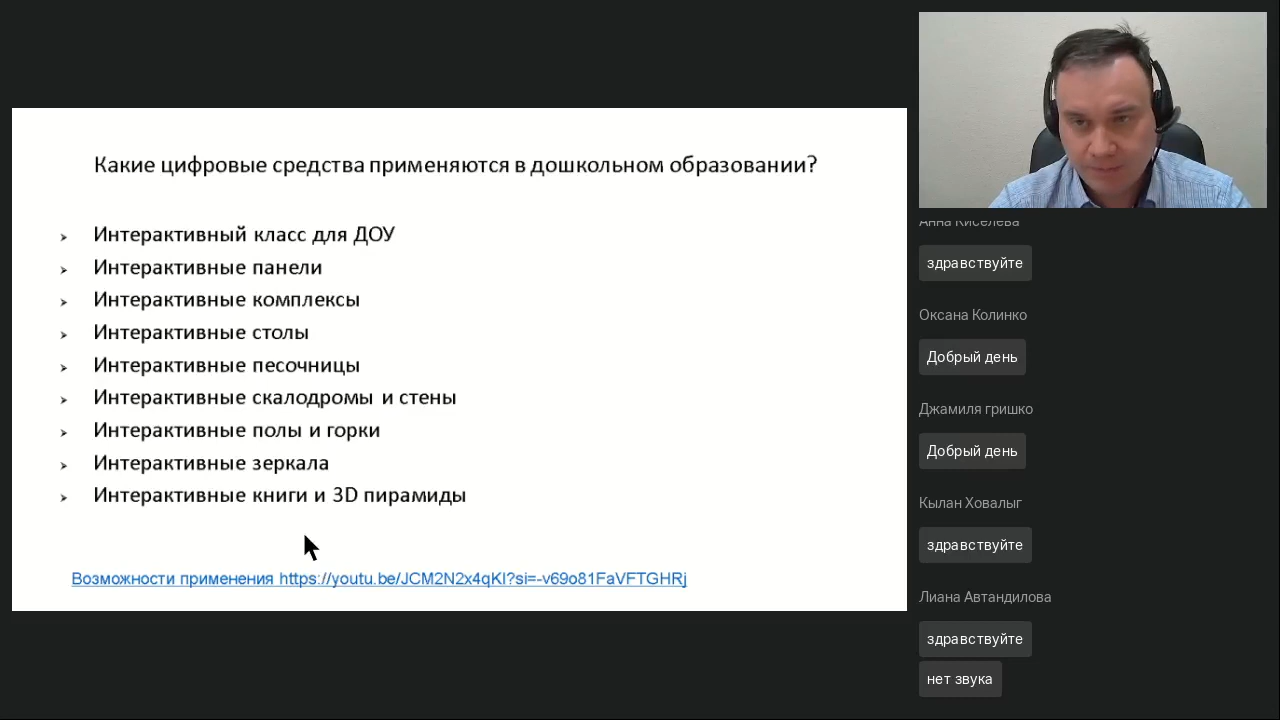 Какие цифровые средства применяются в дошкольном образовании?
Интерактивный класс для ДОУ
Интерактивные панели
Интерактивные комплексы
Интерактивные столы
Интерактивные песочницы
Интерактивные скалодромы и стены
Интерактивные полы и горки
Интерактивные зеркала
Интерактивные книги и 3D пирамиды
Возможности применения https://youtu.be/JCM2N2x4qKI?si=-v69o81FaVFTGHRj
Анна Киселева
здравствуйте
Оксана Колинко
Добрый день
Джамиля гришко
Добрый день
Кылан Ховалыг
здравствуйте
Лиана Автандилова
здравствуйте
нет звука